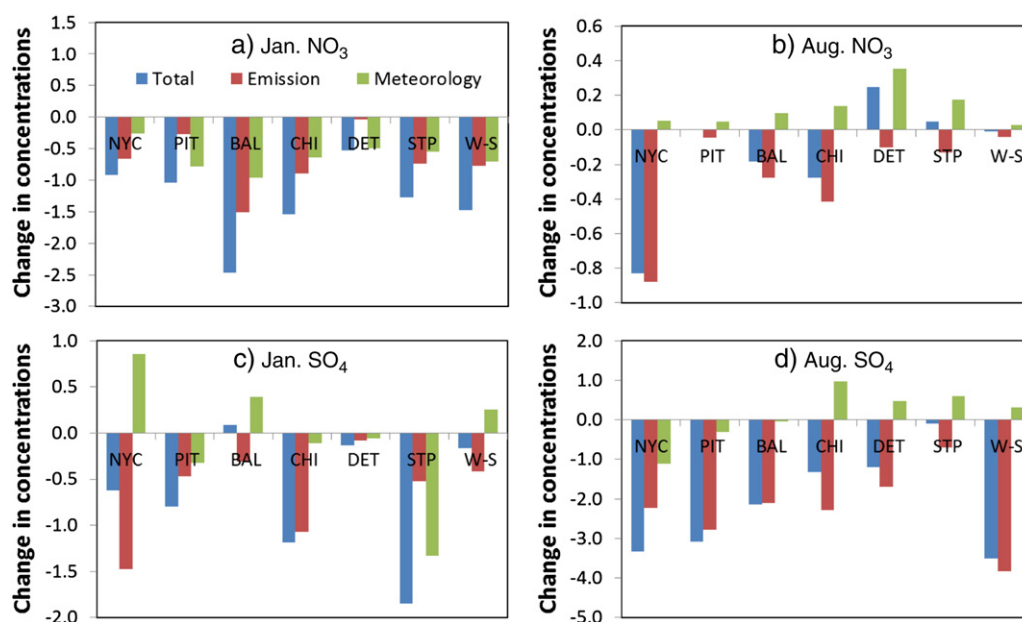 a) Jan. NO3
Total Emission Meteorology
Change in concentrations
1.5
1.0
0.5
0.0
-0.5
-1.0
-1.5
-2.0
-2.5
-3.0
NYC PIT BAL CHI DET STP W-S
b) Aug. NO3
Change in concentrations
0.6
0.4
0.2
0.0
-0.2
-0.4
-0.6
-0.8
-1.0
NYC PIT BAL CHI DET STP W-S
c) Jan. SO4
Change in concentrations
1.0
0.5
0.0
-0.5
-1.0
-1.5
-2.0
NYC PIT BAL CHI DET STP W-S
d) Aug. SO4
Change in concentrations
2.0
1.0
0.0
-1.0
-2.0
-3.0
-4.0
-5.0
NYC PIT BAL CHI DET STP W-S